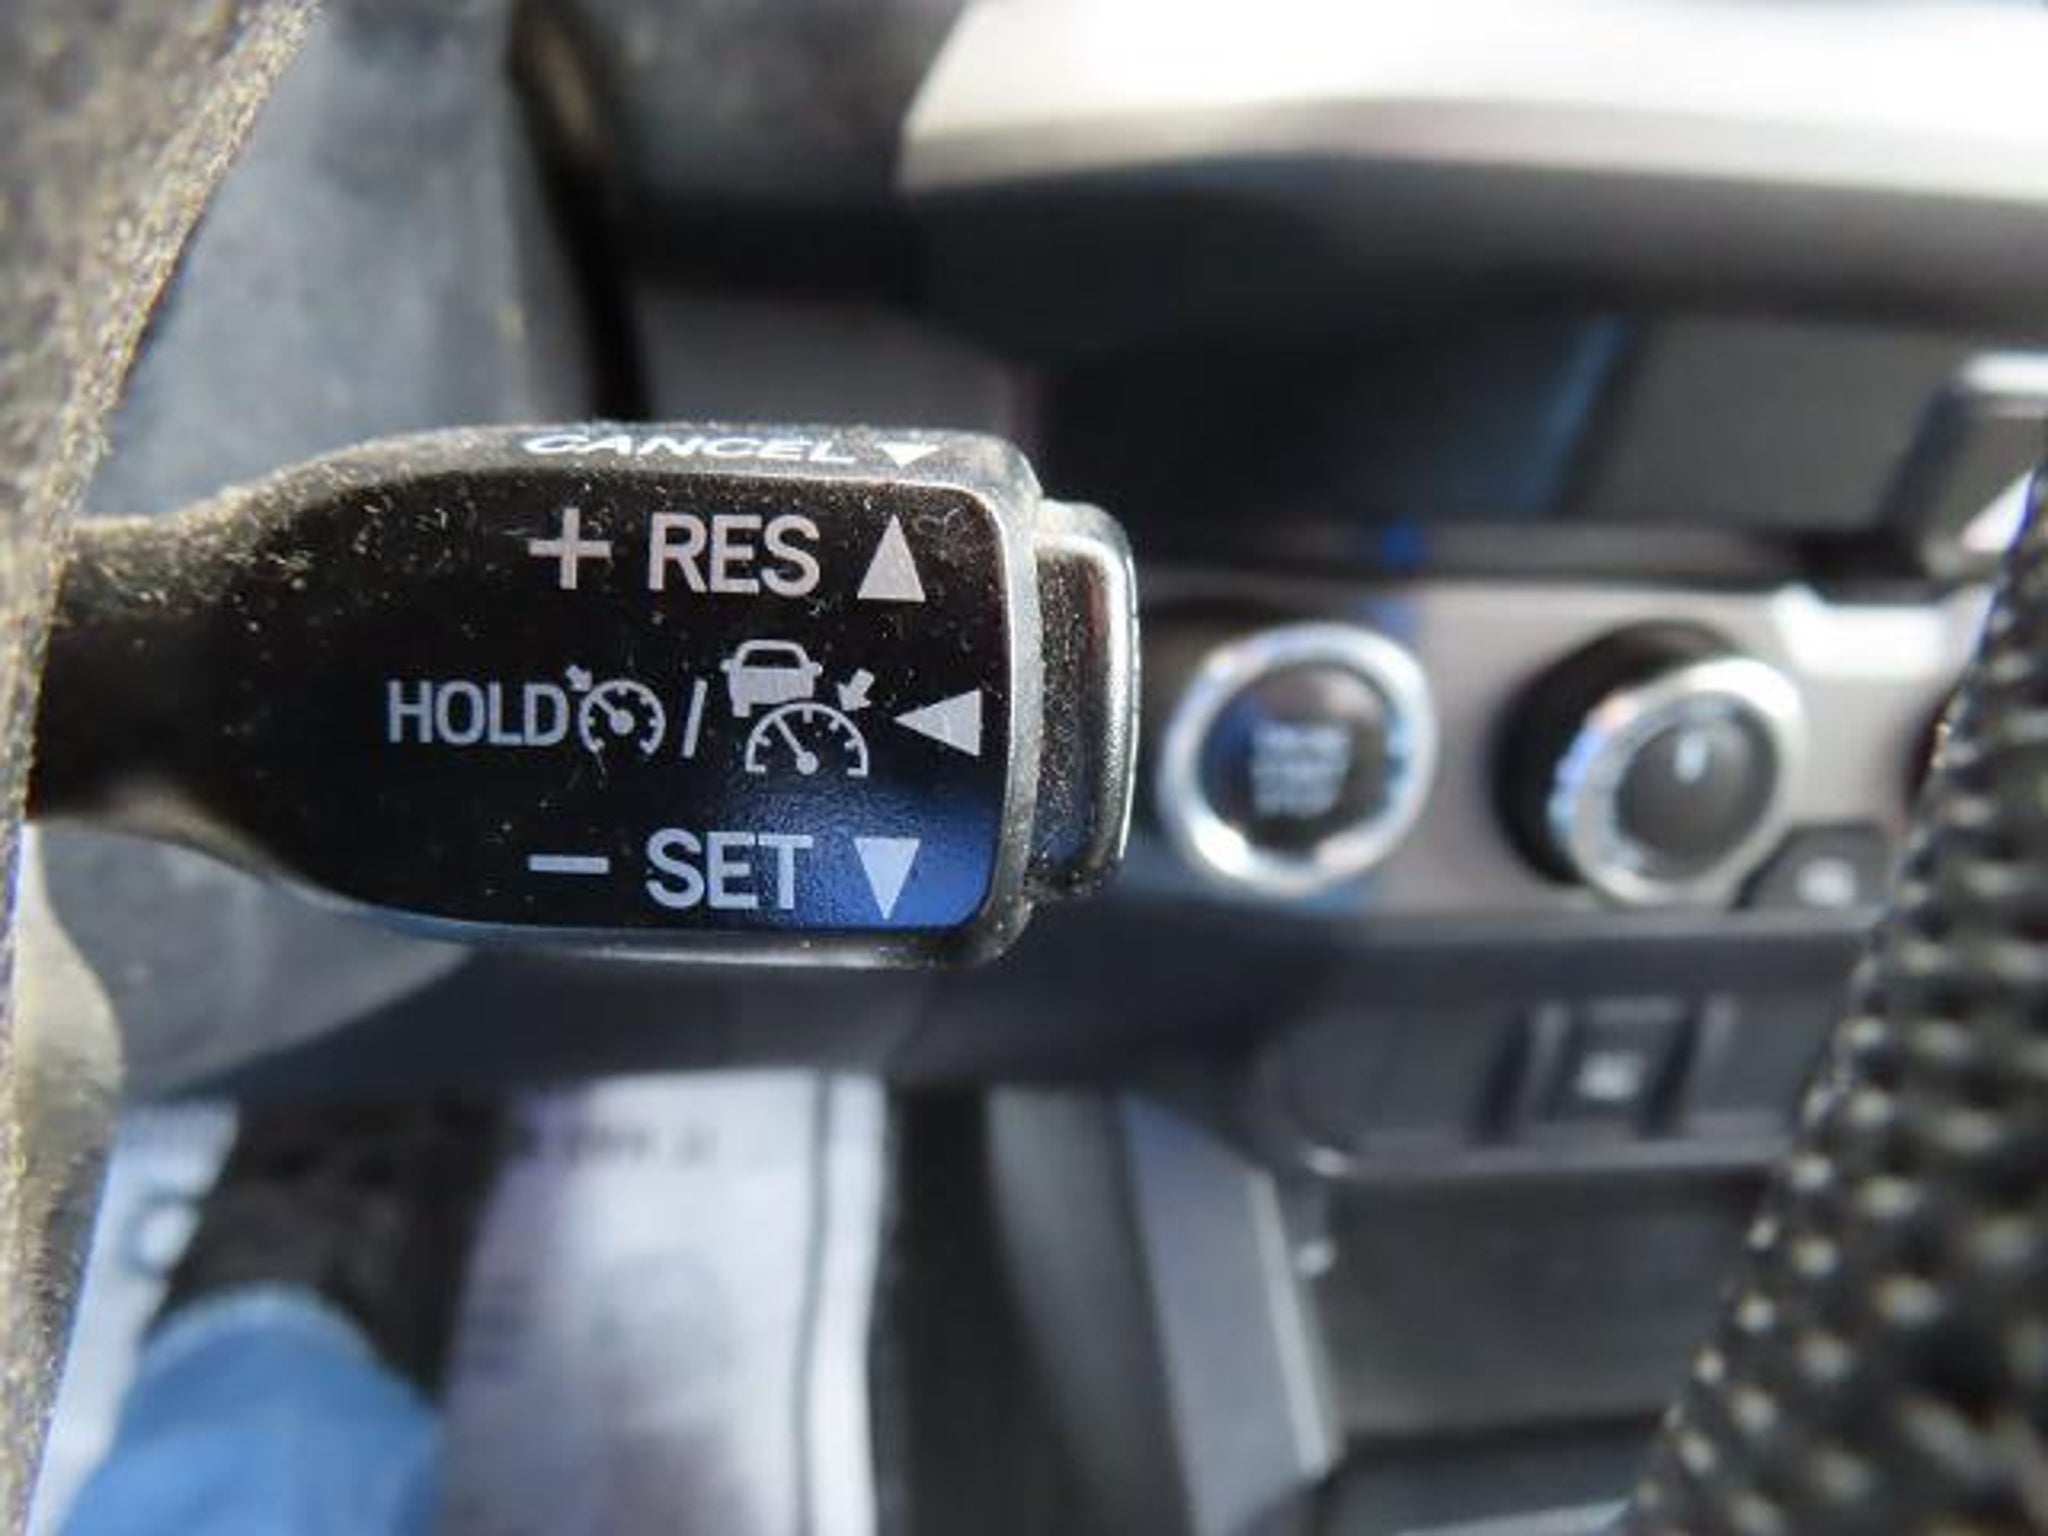 CANCEL
+ RES
HOLD /
− SET